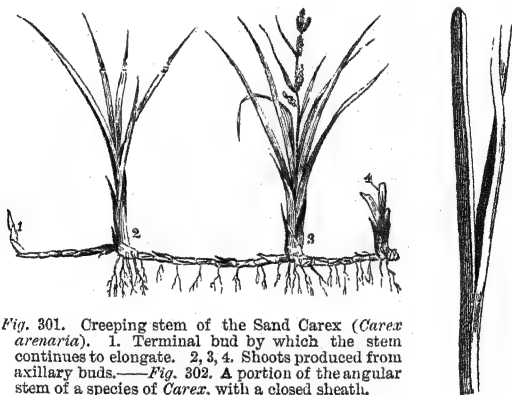 1
2
3
4
Fig. 301. Creeping stem of the Sand Carex (Carex
arenaria). 1. Terminal bud by which the stem
continues to elongate. 2, 3, 4. Shoots produced from
axillary buds.——Fig. 302. A portion of the angular
stem of a species of Carex, with a closed sheath.